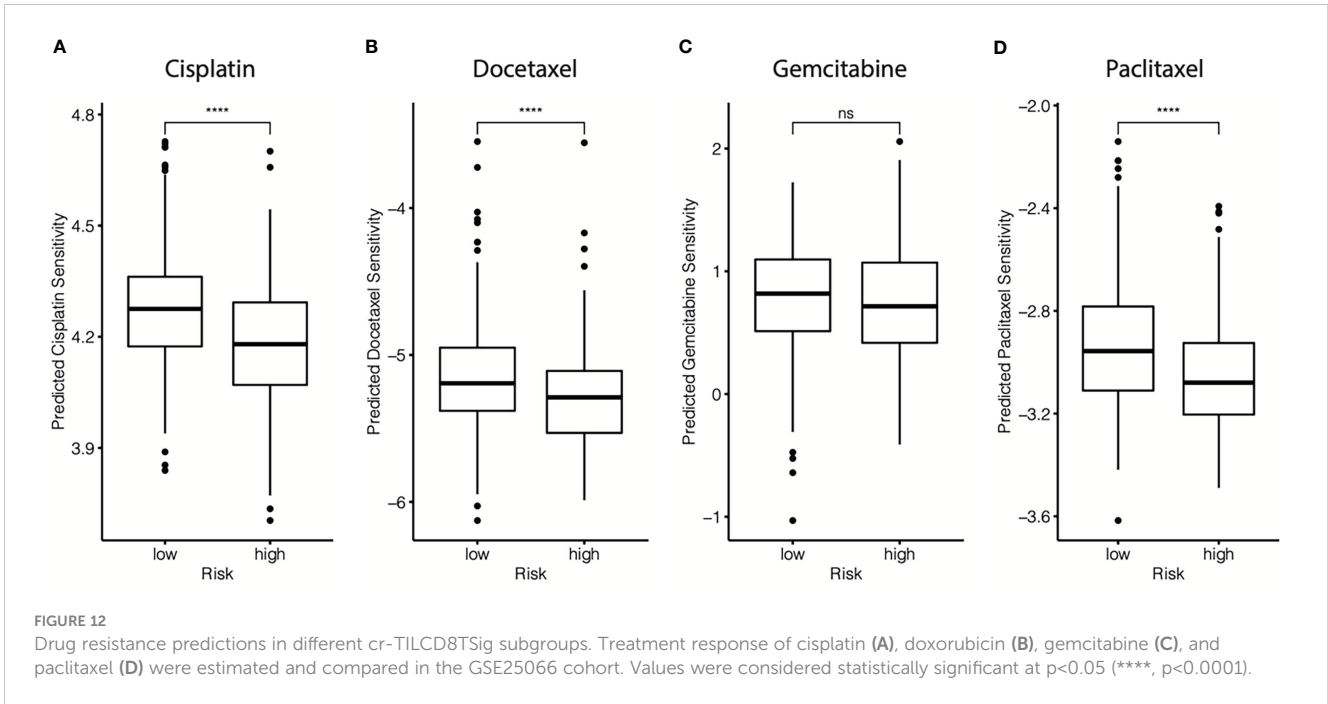 A
Cisplatin
****
4.8
4.5
4.2
3.9
Predicted Cisplatin Sensitivity
low high
Risk
B
Docetaxel
****
−4
−5
−6
Predicted Docetaxel Sensitivity
low high
Risk
C
Gemcitabine
ns
2
1
0
−1
Predicted Gemcitabine Sensitivity
low high
Risk
D
Paclitaxel
****
−2.0
−2.4
−2.8
−3.2
−3.6
Predicted Paclitaxel Sensitivity
low high
Risk
FIGURE 12
Drug resistance predictions in different cr-TILCD8TSig subgroups. Treatment response of cisplatin (A), doxorubicin (B), gemcitabine (C), and
paclitaxel (D) were estimated and compared in the GSE25066 cohort. Values were considered statistically significant at p<0.05 (****, p<0.0001).